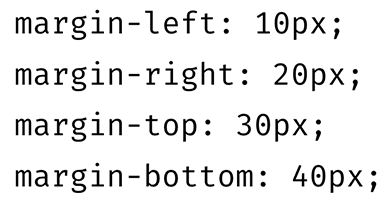 margin-left: 10px;
margin-right: 20px;
margin-top: 30px;
margin-bottom: 40px;